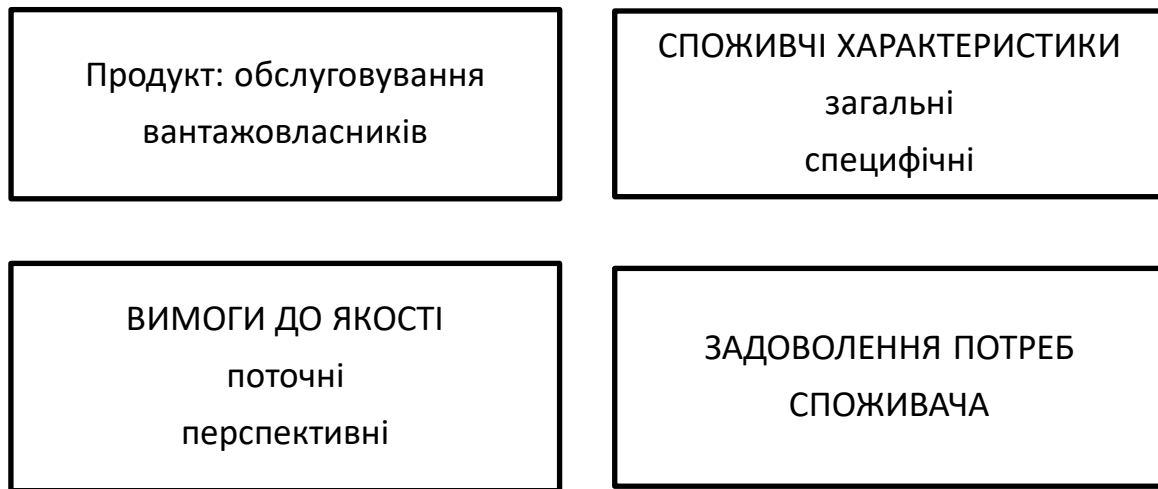 Продукт: обслуговування
вантажовласників
СПОЖИВЧІ ХАРАКТЕРИСТИКИ
загальні
специфічні
ВИМОГИ ДО ЯКОСТІ
поточні
перспективні
ЗАДОВОЛЕННЯ ПОТРЕБ
СПОЖИВАЧА